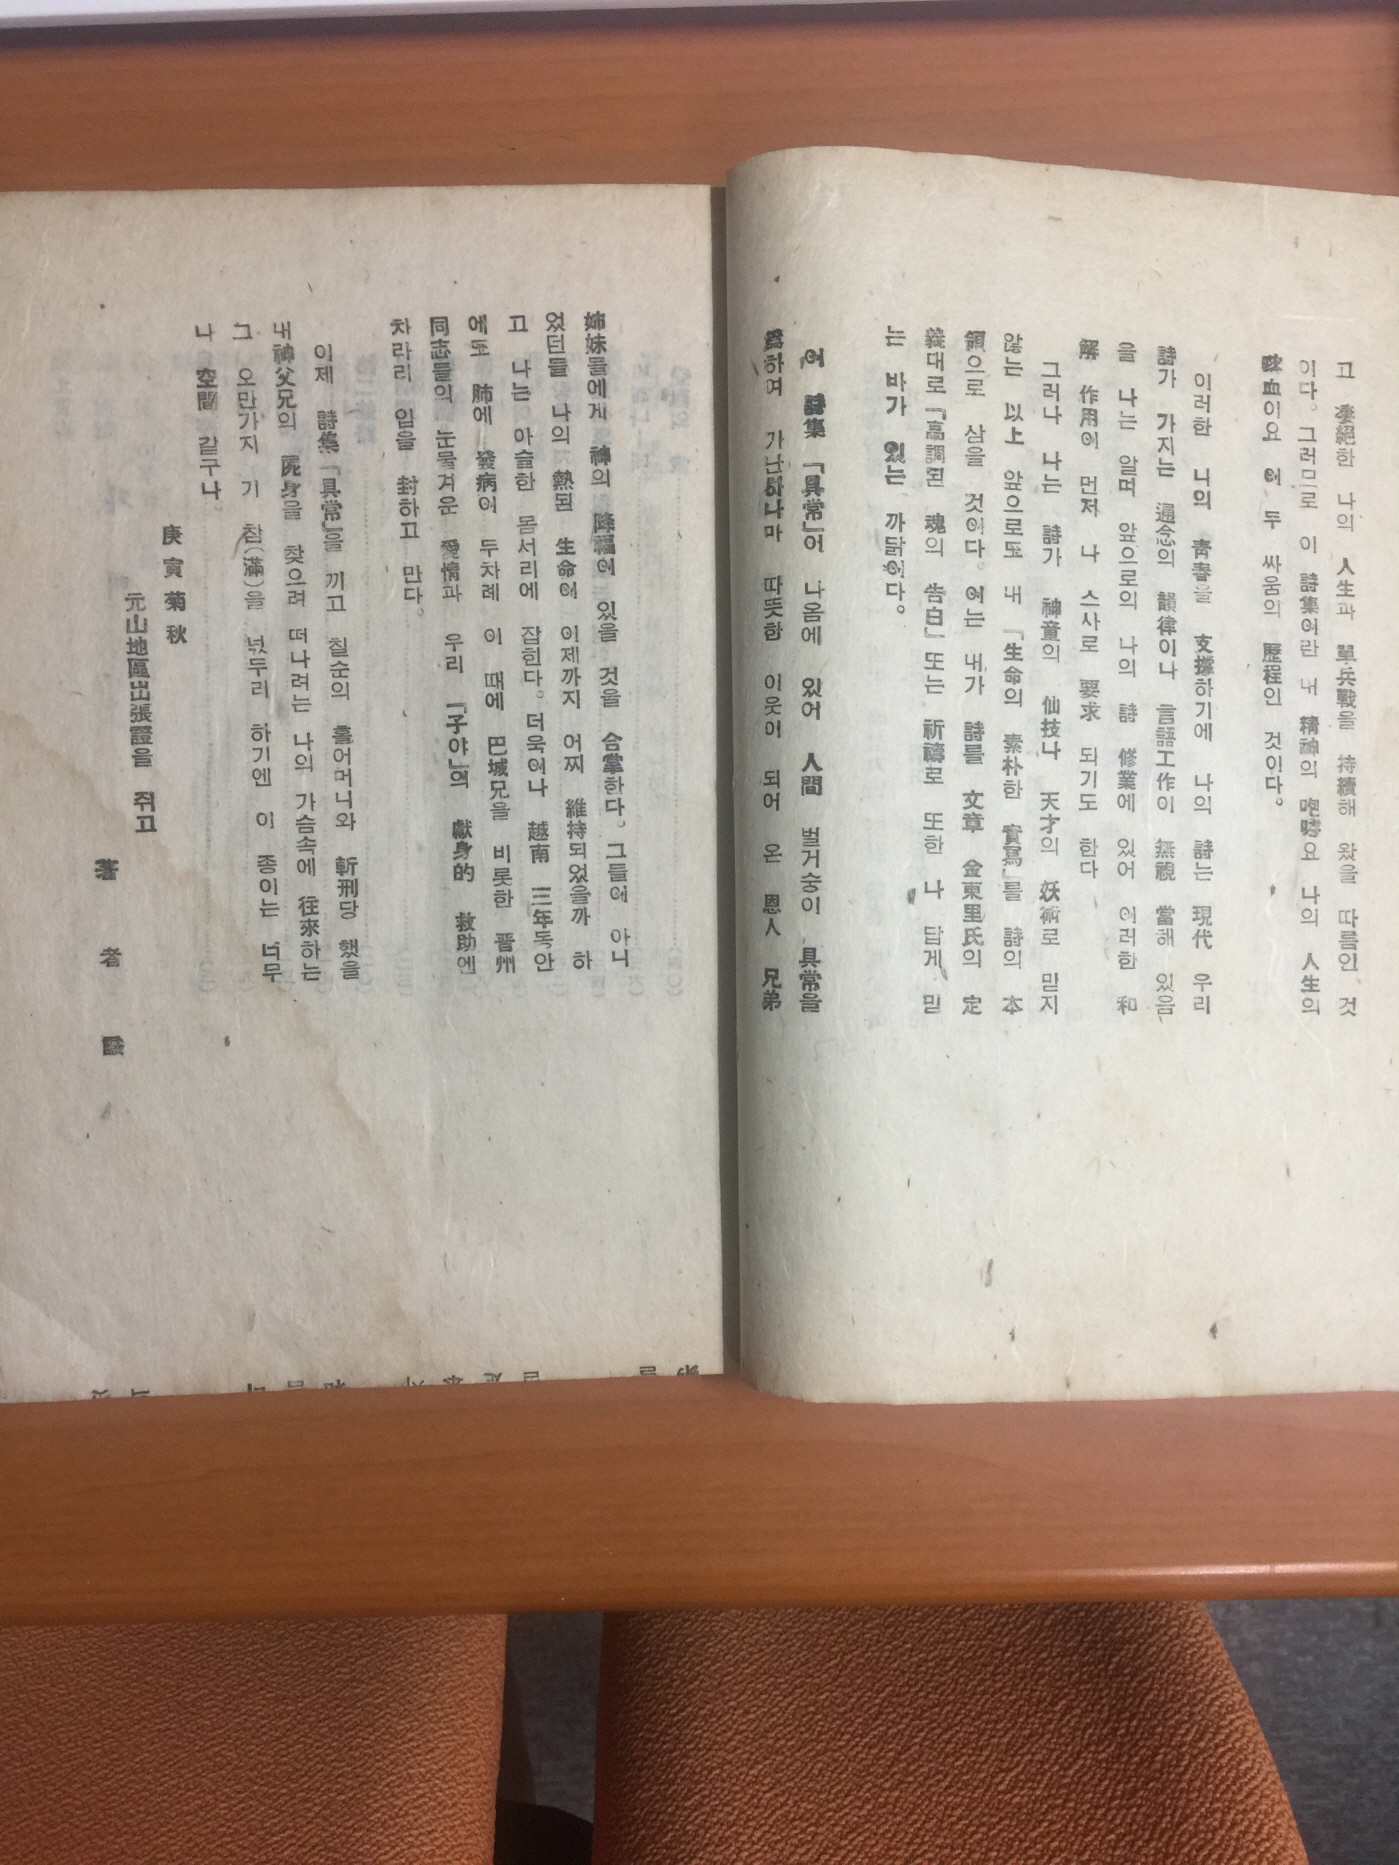 고 凄絕한 나의 人生과 單兵戰을 持續해 왔을 따름인 것
이다. 그러므로 이 詩集이란 내 精神의 咆哮요 나의 人生의
喀血이요 이 두 싸움의 歷程인 것이다.
이러한 나의 靑春을 支撐하기에 나의 詩는 現代 우리
詩가 가지는 通念의 韻律이나 言語工作이 無視 當해 있음
을 나는 알며 앞으로의 나의 詩 修業에 있어 이러한 和
解 作用이 먼저 나 스사로 要求 되기도 한다
그러나 나는 詩가 神童의 仙技나 天才의 妖術로 믿지
않는 以上 앞으로도 내 「生命의 素朴한 實寫」를 詩의 本
領으로 삼을 것이다. 이는 내가 詩를 文章 金東里氏의 定
義대로 「高調된 魂의 告白」 또는 祈禱로 또한 나 답게 믿
는 바가 있는 까닭이다.
이 詩集 「具常」이 나옴에 있어 人間 벌거숭이 具常을
爲하여 가난하나마 따뜻한 이웃이 되어 온 恩人 兄弟
姉妹들에게 神의 降福이 있을 것을 合掌한다. 그들이 아니
었던들 나의 熱된 生命이 이제까지 어찌 維持되었을까 하
고 나는 아슬한 몸서리에 잡힌다. 더욱이나 越南 三年동안
에도 肺에 發病이 두차례 이 때에 巴城兄을 비롯한 晋州
同志들의 눈물겨운 愛情과 우리 「子야」의 獻身的 救助엔
차라리 입을 封하고 만다.
이제 詩集 「具常」을 끼고 칠순의 홀어머니와 斬刑당 했을
내 神父兄의 屍身을 찾으려 떠나려는 나의 가슴속에 往來하는
그 오만가지 기 참(滿)을 넋두리 하기엔 이 종이는 너무
나 空間 같구나.
庚寅菊秋
元山地區出張證을 쥐고
著者 識